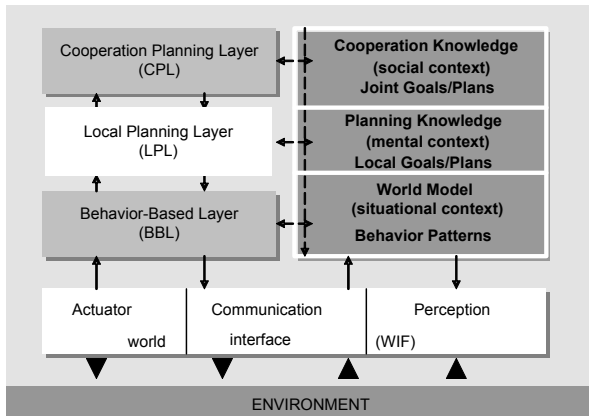 Cooperation Planning Layer
(CPL)
Cooperation Knowledge
(social context)
Joint Goals/Plans
Local Planning Layer
(LPL)
Planning Knowledge
(mental context)
Local Goals/Plans
Behavior-Based Layer
(BBL)
World Model
(situational context)
Behavior Patterns
Actuator Communication Perception
world interface (WIF)
ENVIRONMENT